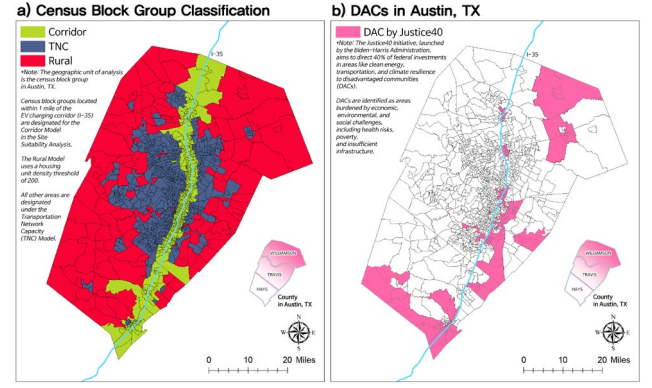 a) Census Block Group Classification
Corridor
TNC
Rural
•Note: The geographic unit of analysis
is the census block group
in Austin, TX.
Census block groups located
within 1 mile of the
EV charging corridor (I-35)
are designated for the
Corridor Model
in the Site
Suitability Analysis.
The Rural Model
uses a housing
unit density threshold
of 200.
All other areas are
designated
under the
Transportation
Network
Capacity
(TNC) Model.
I-35
WILLIAMSON
TRAVIS
HAYS
County
in Austin, TX
N
W
E
S
0 10 20 Miles
b) DACs in Austin, TX
DAC by Justice40
•Note: The Justice40 Initiative, launched
by the Biden-Harris Administration,
aims to direct 40% of federal investments
in areas like clean energy,
transportation, and climate resilience
to disadvantaged communities
(DACs).
DACs are identified as areas
burdened by economic,
environmental, and
social challenges,
including health risks,
poverty,
and insufficient
infrastructure.
I-35
WILLIAMSON
TRAVIS
HAYS
County
in Austin, TX
N
W
E
S
0 10 20 Miles